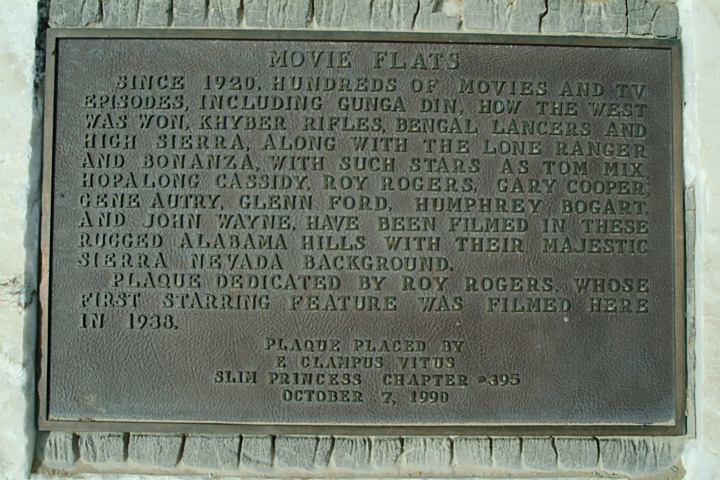 MOVIE FLATS
SINCE 1920, HUNDREDS OF MOVIES AND TV
EPISODES, INCLUDING GUNGA DIN, HOW THE WEST
WAS WON, KHYBER RIFLES, BENGAL LANCERS AND
HIGH SIERRA, ALONG WITH THE LONE RANGER
AND BONANZA, WITH SUCH STARS AS TOM MIX,
HOPALONG CASSIDY, ROY ROGERS, GARY COOPER,
GENE AUTRY, GLENN FORD, HUMPHREY BOGART,
AND JOHN WAYNE, HAVE BEEN FILMED IN THESE
RUGGED ALABAMA HILLS WITH THEIR MAJESTIC
SIERRA NEVADA BACKGROUND.
PLAQUE DEDICATED BY ROY ROGERS, WHOSE
FIRST STARRING FEATURE WAS FILMED HERE
IN 1938.
PLAQUE PLACED BY
E CLAMPUS VITUS
SLIM PRINCESS CHAPTER #395
OCTOBER 7, 1990